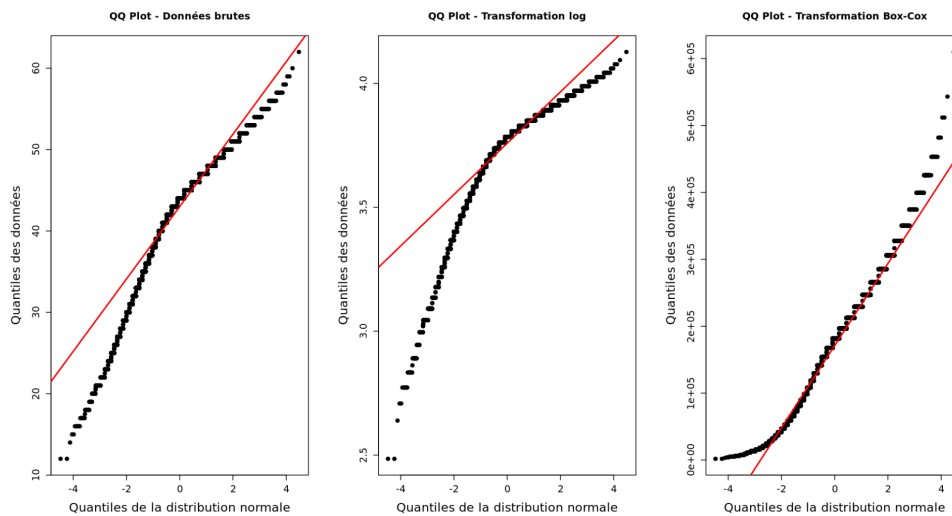 QQ Plot - Données brutes
Quantiles des données
10
20
30
40
50
60
-4
-2
0
2
4
Quantiles de la distribution normale
QQ Plot - Transformation log
Quantiles des données
2.5
3.0
3.5
4.0
-4
-2
0
2
4
Quantiles de la distribution normale
QQ Plot - Transformation Box-Cox
Quantiles des données
0e+00
1e+05
2e+05
3e+05
4e+05
5e+05
6e+05
-4
-2
0
2
4
Quantiles de la distribution normale